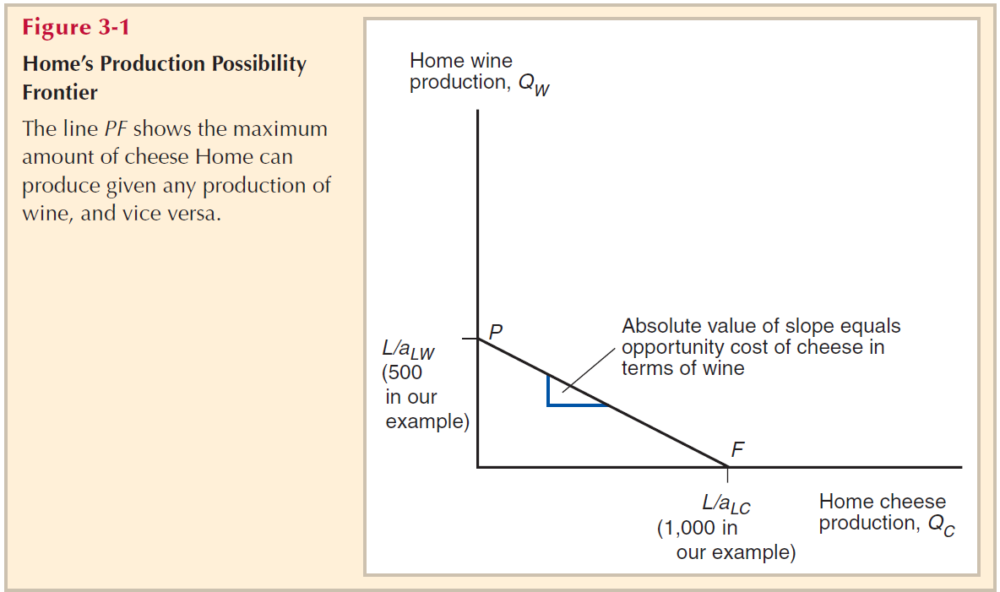 Figure 3-1
Home’s Production Possibility
Frontier
The line PF shows the maximum
amount of cheese Home can
produce given any production of
wine, and vice versa.
Home wine
production, QW
P
L/aLW
(500
in our
example)
Absolute value of slope equals
opportunity cost of cheese in
terms of wine
F
L/aLC
(1,000 in
our example)
Home cheese
production, QC